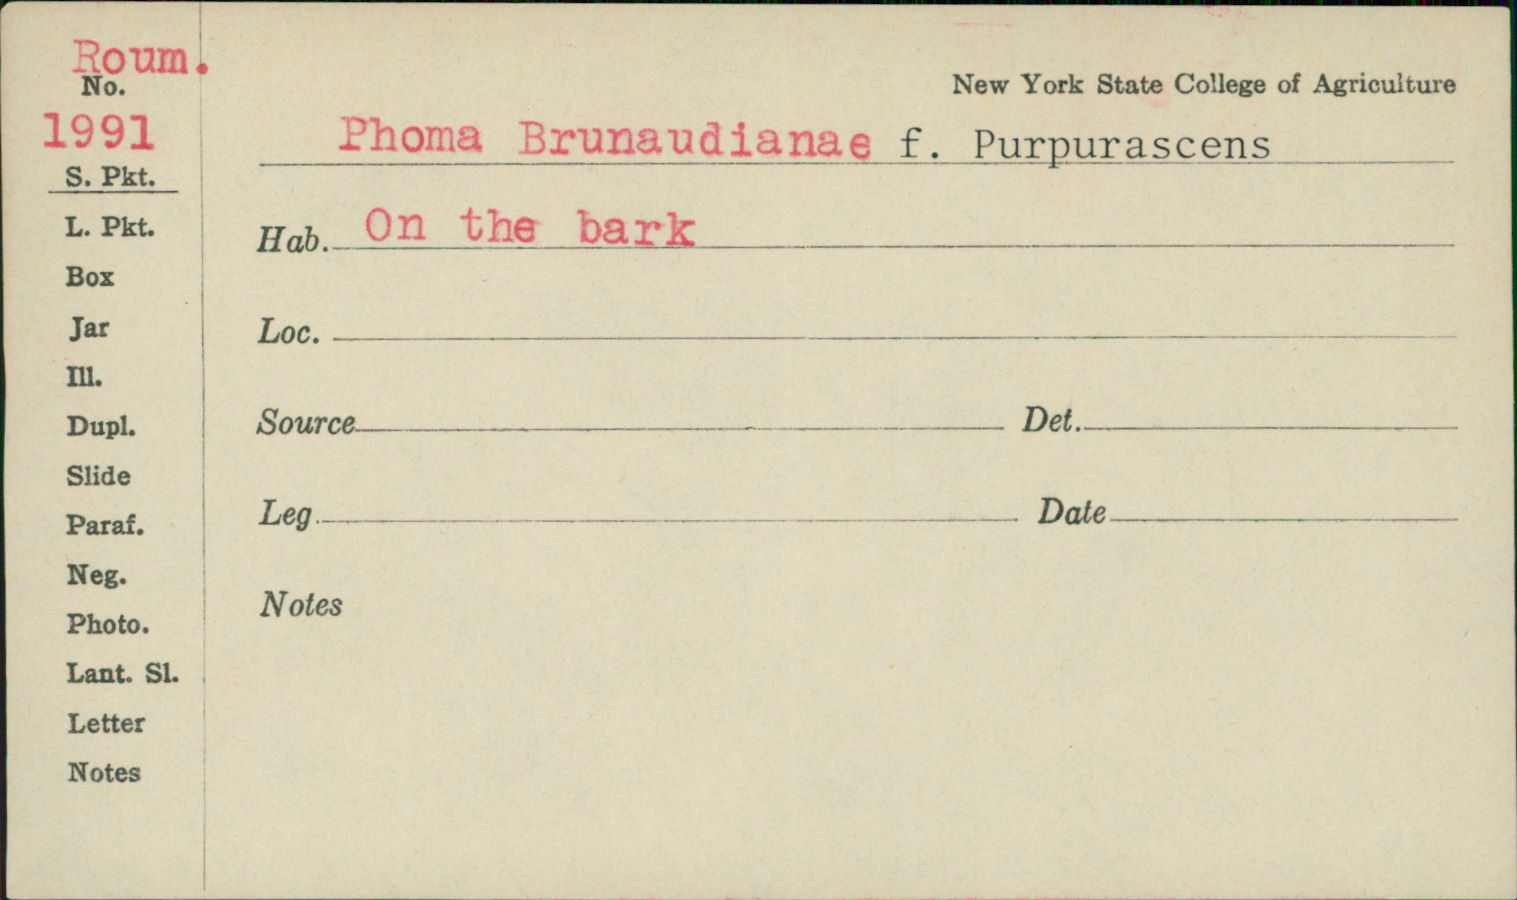 Roum.
No.
1991
S. Pkt.
L. Pkt.
Box
Jar
Ill.
Dupl.
Slide
Paraf.
Neg.
Photo.
Lant. Sl.
Letter
Notes
New York State College of Agriculture
Phoma Brunaudianae f. Purpurascens
Hab. On the bark
Loc.
Source Det.
Leg. Date
Notes